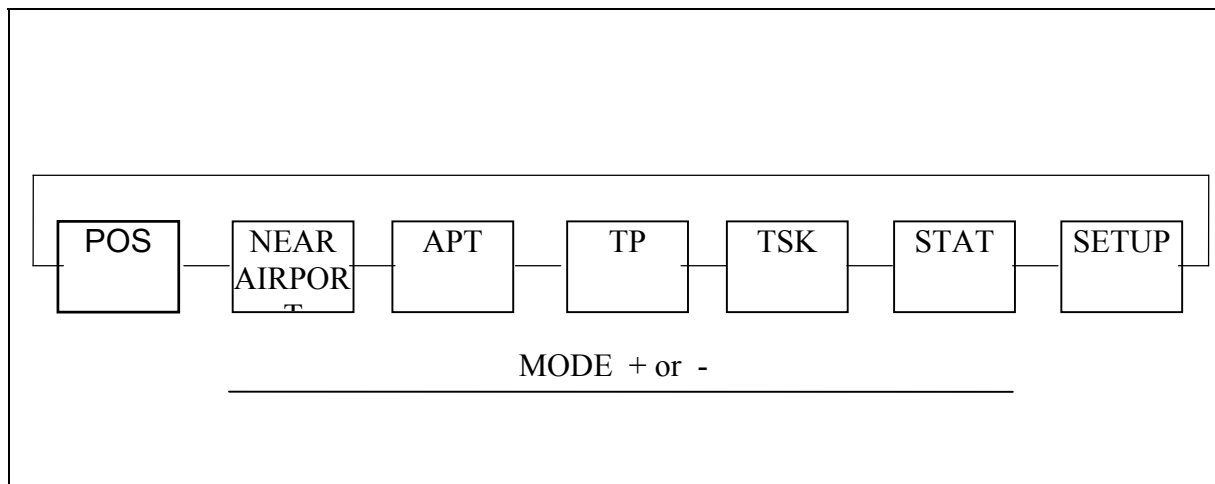 POS
NEAR
AIRPOR
T
APT
TP
TSK
STAT
SETUP
MODE + or -